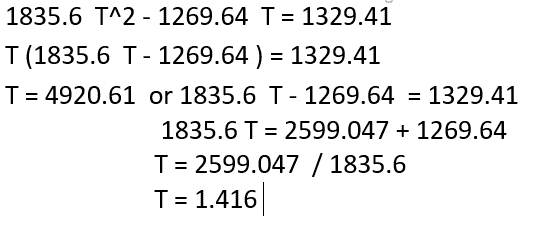 1835.6 T^2 - 1269.64 T = 1329.41
T (1835.6 T - 1269.64 ) = 1329.41
T = 4920.61 or 1835.6 T - 1269.64 = 1329.41
1835.6 T = 2599.047 + 1269.64
T = 2599.047 / 1835.6
T = 1.416